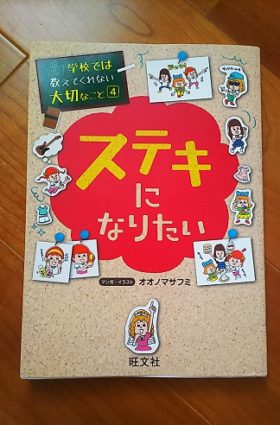 学校では
教えてくれない
大切なこと4
ステキ
に
なりたい
マンガ・イラスト オオノマサフミ
旺文社